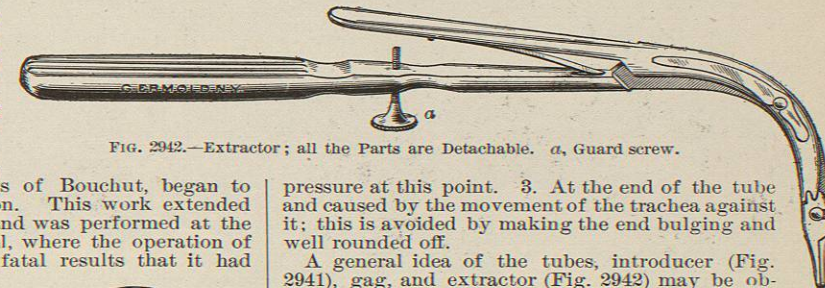 G. ERMOLD. N.Y.
a
FIG. 2942.—Extractor; all the Parts are Detachable. a, Guard screw.
s of Bouchut, began to
n. This work extended
nd was performed at the
l, where the operation of
fatal results that it had
pressure at this point. 3. At the end of the tube
and caused by the movement of the trachea against
it; this is avoided by making the end bulging and
well rounded off.
A general idea of the tubes, introducer (Fig.
2941), gag, and extractor (Fig. 2942) may be ob-